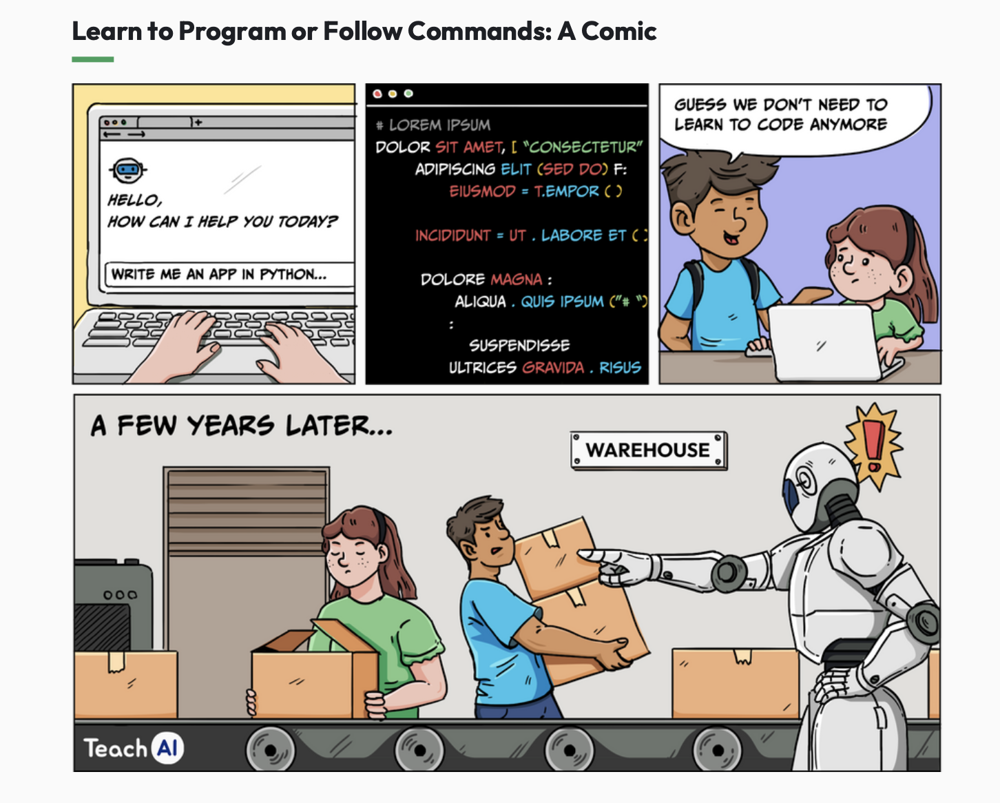 Learn to Program or Follow Commands: A Comic
HELLO,
HOW CAN I HELP YOU TODAY?
WRITE ME AN APP IN PYTHON...
# LOREM IPSUM
DOLOR SIT AMET, [ "CONSECTETUR"
ADIPISCING ELIT (SED DO) F:
EIUSMOD = T.EMPOR ( )
INCIDIDUNT = UT . LABORE ET ( )
DOLORE MAGNA :
ALIQUA . QUIS IPSUM ("# ")
:
SUSPENDISSE
ULTRICES GRAVIDA . RISUS
GUESS WE DON'T NEED TO
LEARN TO CODE ANYMORE
A FEW YEARS LATER...
WAREHOUSE
!
Teach AI